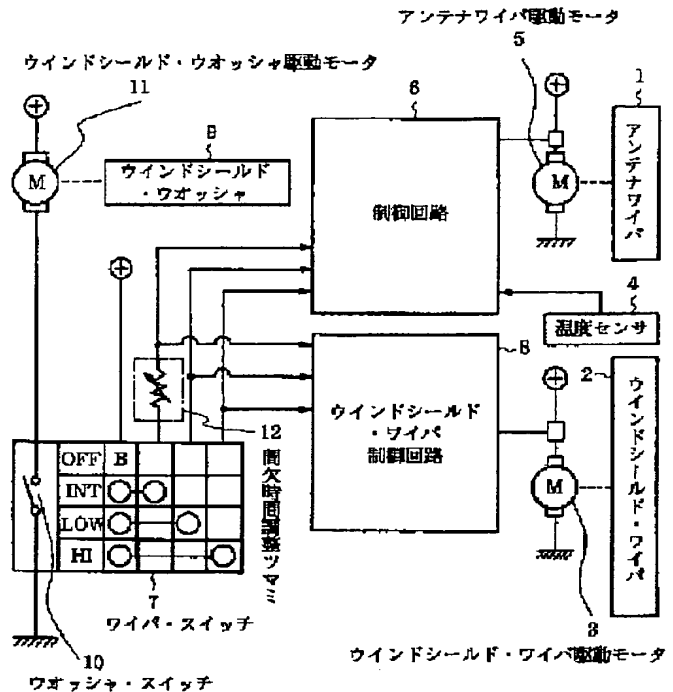 アンテナワイパ駆動モータ
5
ウインドシールド・ウオッシャ駆動モータ
11
6
1
M
9
ウインドシールド
・ウオッシャ
制御回路
M
アンテナワイパ
4
温度センサ
8
2
ウインドシールド
・ワイパ
制御回路
M
ウインドシールド・ワイパ
12
間欠時間調整ツマミ
OFF B
INT
LOW
HI
7
ワイパ・スイッチ
3
10
ウインドシールド・ワイパ駆動モータ
ウオッシャ・スイッチ